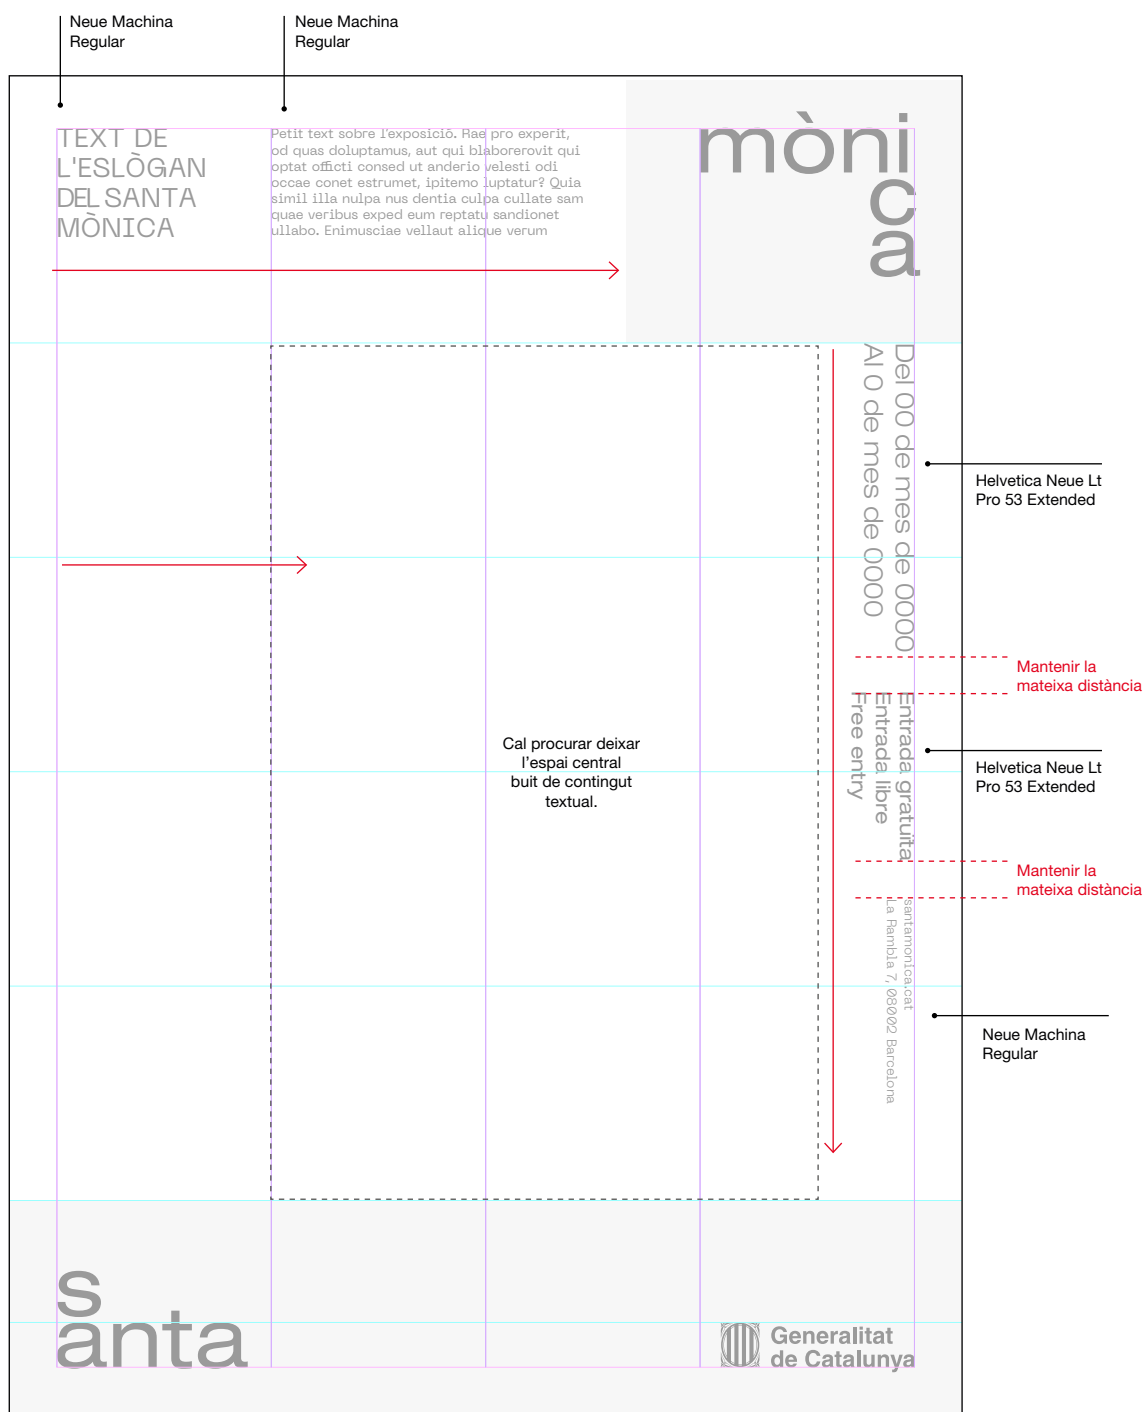 Neue Machina
Regular
Neue Machina
Regular
TEXT DE
L'ESLÒGAN
DEL SANTA
MÒNICA
Petit text sobre l'exposició. Rae pro experit,
od quas doluptamus, aut qui blaborerovit qui
optat officti consed ut anderio velesti odi
occae conet estrumet, ipitemo luptatur? Quia
simil illa nulpa nus dentia culpa cullate sam
quae veribus exped eum reptatu sandionet
ullabo. Enimusciae vellaut alique verum
mòni
c
a
Del 00 de mes de 0000
Al 0 de mes de 0000
Helvetica Neue Lt
Pro 53 Extended
Mantenir la
mateixa distància
Entrada gratuïta
Entrada libre
Free entry
Cal procurar deixar
l'espai central
buit de contingut
textual.
Helvetica Neue Lt
Pro 53 Extended
Mantenir la
mateixa distància
santamonica.cat
La Rambla 7, 08002 Barcelona
Neue Machina
Regular
s
anta
Generalitat
de Catalunya